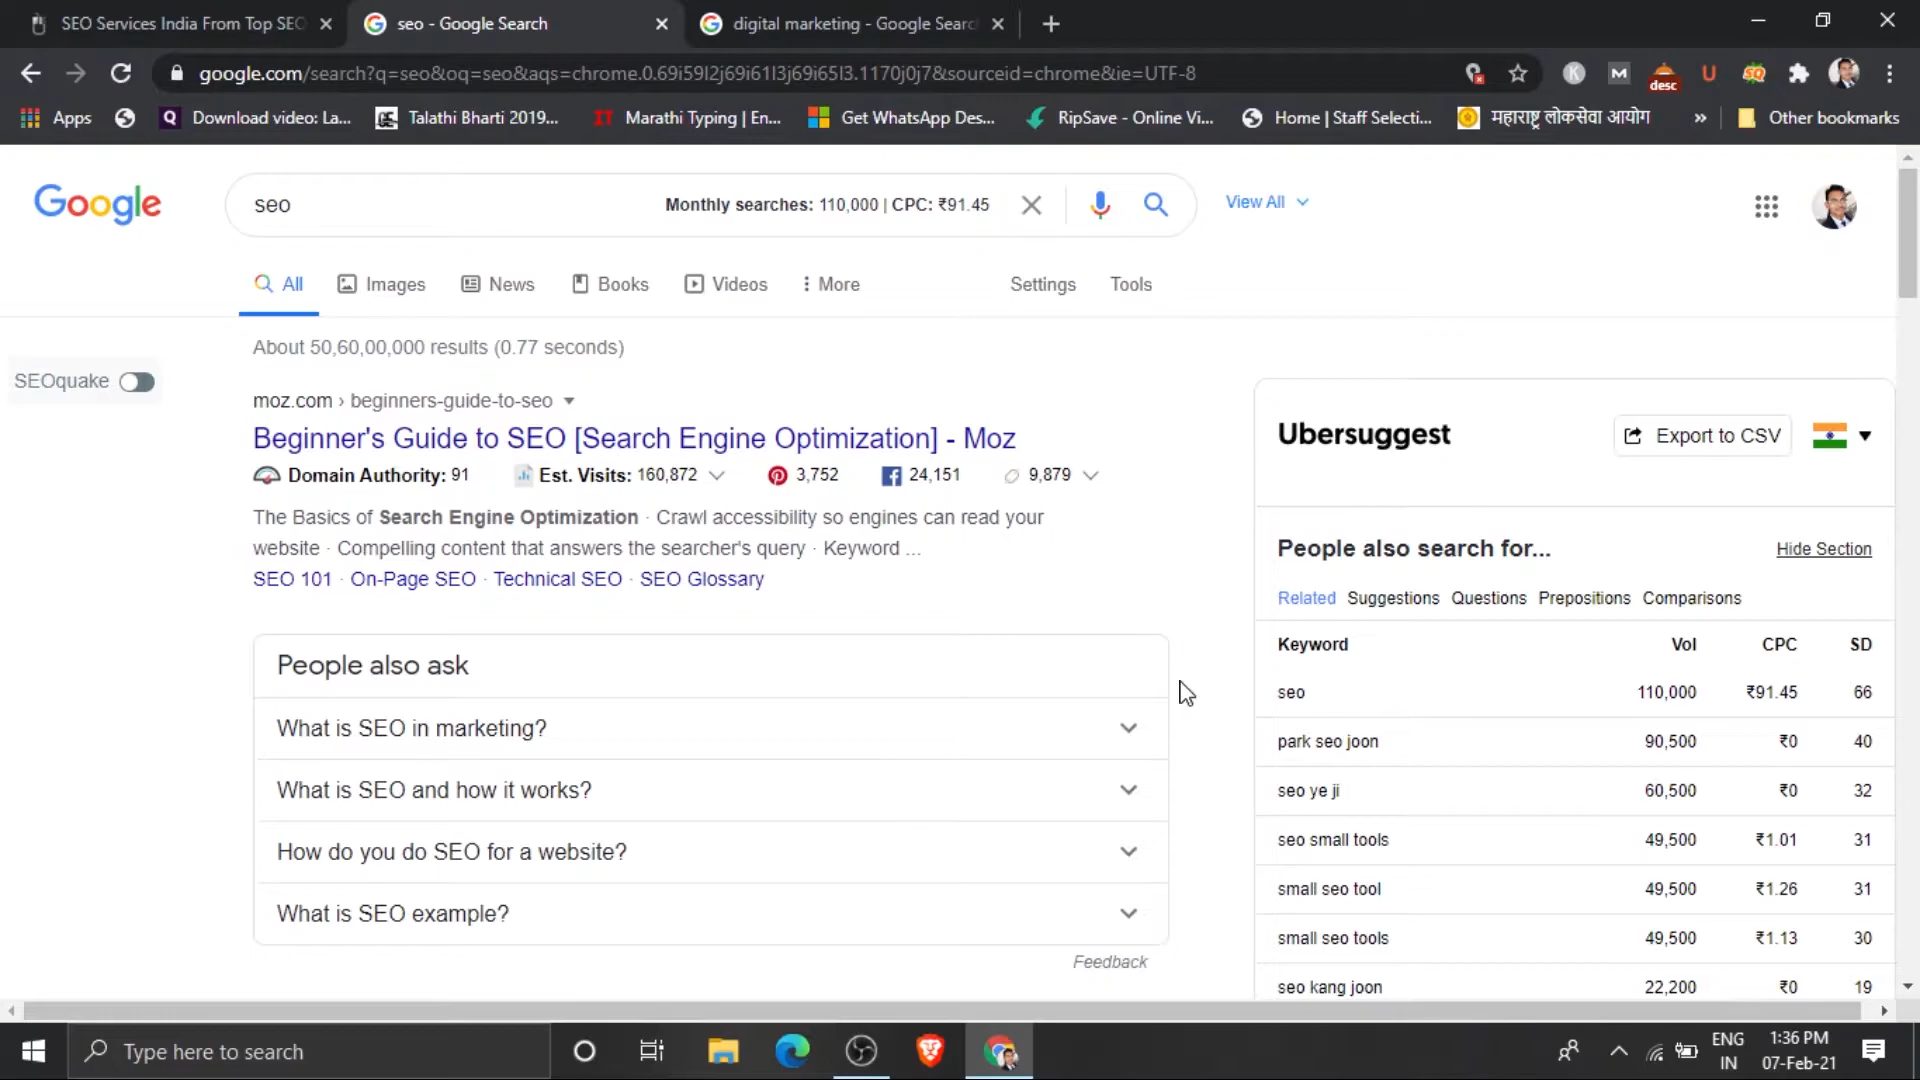 SEO Services India From Top SEO
seo - Google Search
digital marketing - Google Searc
google.com/search?q=seo&oq=seo&aqs=chrome.0.69i59l2j69i61l3j69i65l3.1170j0j7&sourceid=chrome&ie=UTF-8
K
M
desc
U
SQ
Apps
Q
Download video: La...
Talathi Bharti 2019...
IT
Marathi Typing | En...
Get WhatsApp Des...
RipSave - Online Vi...
Home | Staff Selecti...
महाराष्ट्र लोकसेवा आयोग
»
Other bookmarks
Google
seo
Monthly searches: 110,000 | CPC: ₹91.45
View All
All
Images
News
Books
Videos
More
Settings
Tools
About 50,60,00,000 results (0.77 seconds)
SEOquake
moz.com › beginners-guide-to-seo
Beginner's Guide to SEO [Search Engine Optimization] - Moz
Domain Authority: 91
Est. Visits: 160,872
3,752
24,151
9,879
The Basics of Search Engine Optimization · Crawl accessibility so engines can read your
website · Compelling content that answers the searcher's query · Keyword ...
SEO 101 · On-Page SEO · Technical SEO · SEO Glossary
People also ask
What is SEO in marketing?
What is SEO and how it works?
How do you do SEO for a website?
What is SEO example?
Feedback
Ubersuggest
Export to CSV
People also search for...
Hide Section
Related Suggestions Questions Prepositions Comparisons
Keyword Vol CPC SD
seo 110,000 ₹91.45 66
park seo joon 90,500 ₹0 40
seo ye ji 60,500 ₹0 32
seo small tools 49,500 ₹1.01 31
small seo tool 49,500 ₹1.26 31
small seo tools 49,500 ₹1.13 30
seo kang joon 22,200 ₹0 19
Type here to search
ENG
IN
1:36 PM
07-Feb-21